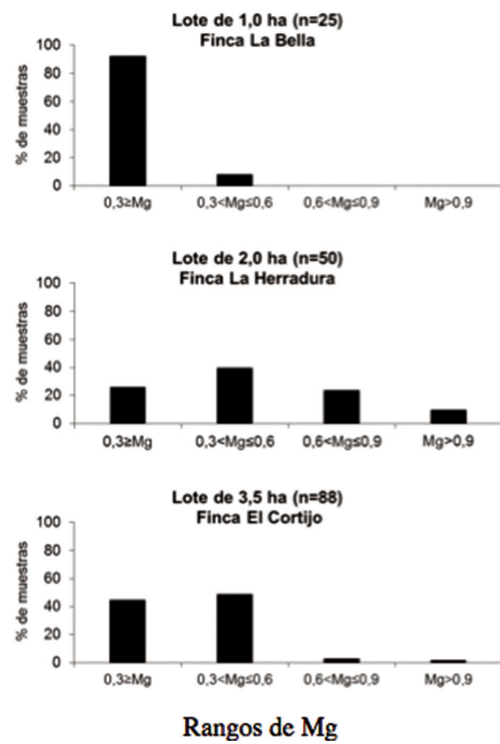 Lote de 1,0 ha (n=25)
Finca La Bella
% de muestras
100
80
60
40
20
0
0,3≥Mg 0,3<Mg≤0,6 0,6<Mg≤0,9 Mg>0,9
Lote de 2,0 ha (n=50)
Finca La Herradura
% de muestras
100
80
60
40
20
0
0,3≥Mg 0,3<Mg≤0,6 0,6<Mg≤0,9 Mg>0,9
Lote de 3,5 ha (n=88)
Finca El Cortijo
% de muestras
100
80
60
40
20
0
0,3≥Mg 0,3<Mg≤0,6 0,6<Mg≤0,9 Mg>0,9
Rangos de Mg